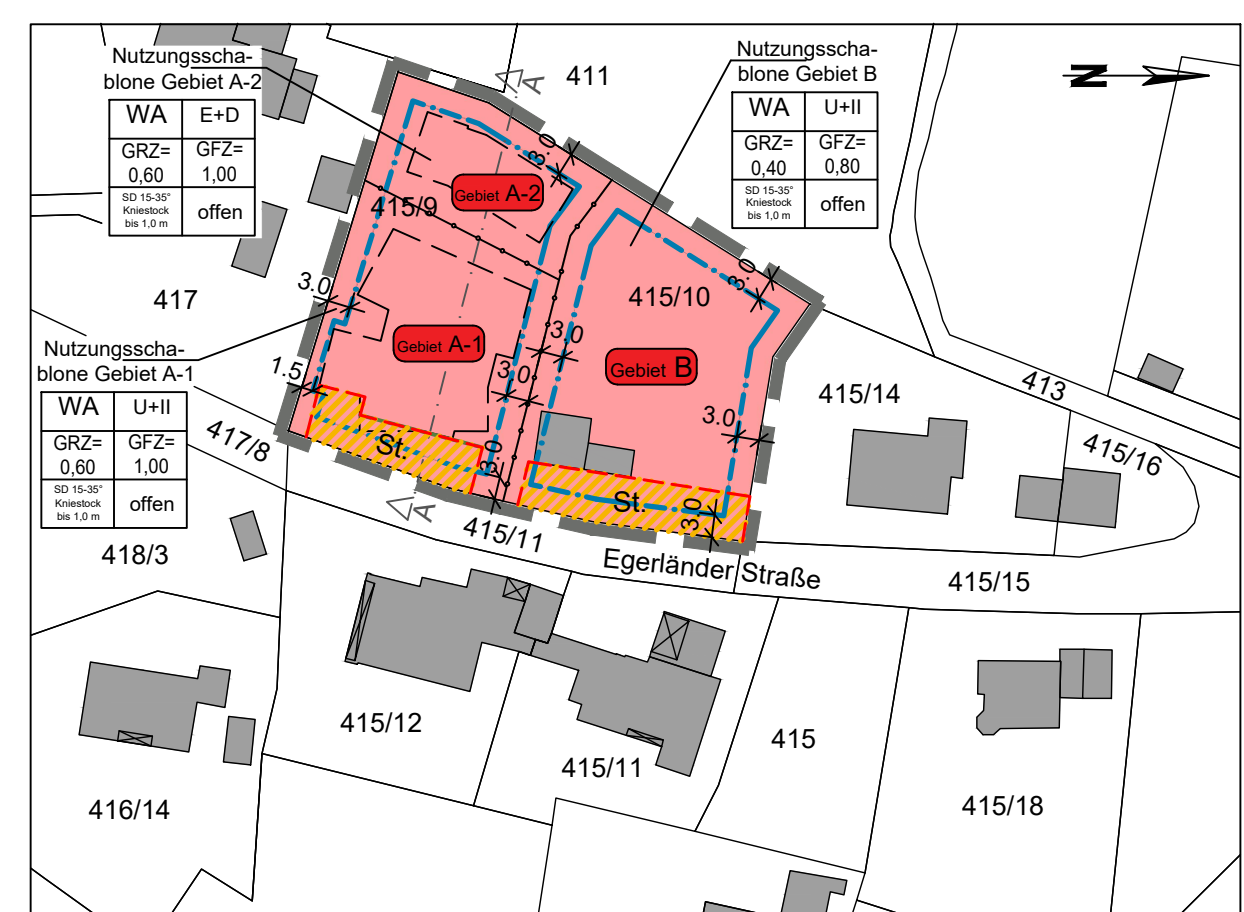 Nutzungsscha-
blone Gebiet A-2
WA E+D
GRZ= GFZ=
0,60 1,00
SD 15-35°
Kniestock
bis 1,0 m
offen
Nutzungsscha-
blone Gebiet B
WA U+II
GRZ= GFZ=
0,40 0,80
SD 15-35°
Kniestock
bis 1,0 m
offen
N
411
A
3.0
Gebiet A-2
415/9
417
3.0
415/10
3.0
Nutzungsscha-
blone Gebiet A-1
WA U+II
GRZ= GFZ=
0,60 1,00
SD 15-35°
Kniestock
bis 1,0 m
offen
Gebiet A-1
3.0
Gebiet B
1.5
3.0
3.0
415/14
413
415/16
417/8
St.
3.0
St.
3.0
A
415/11
418/3
Egerländer Straße
415/15
415/12
415/11
415
416/14
415/18